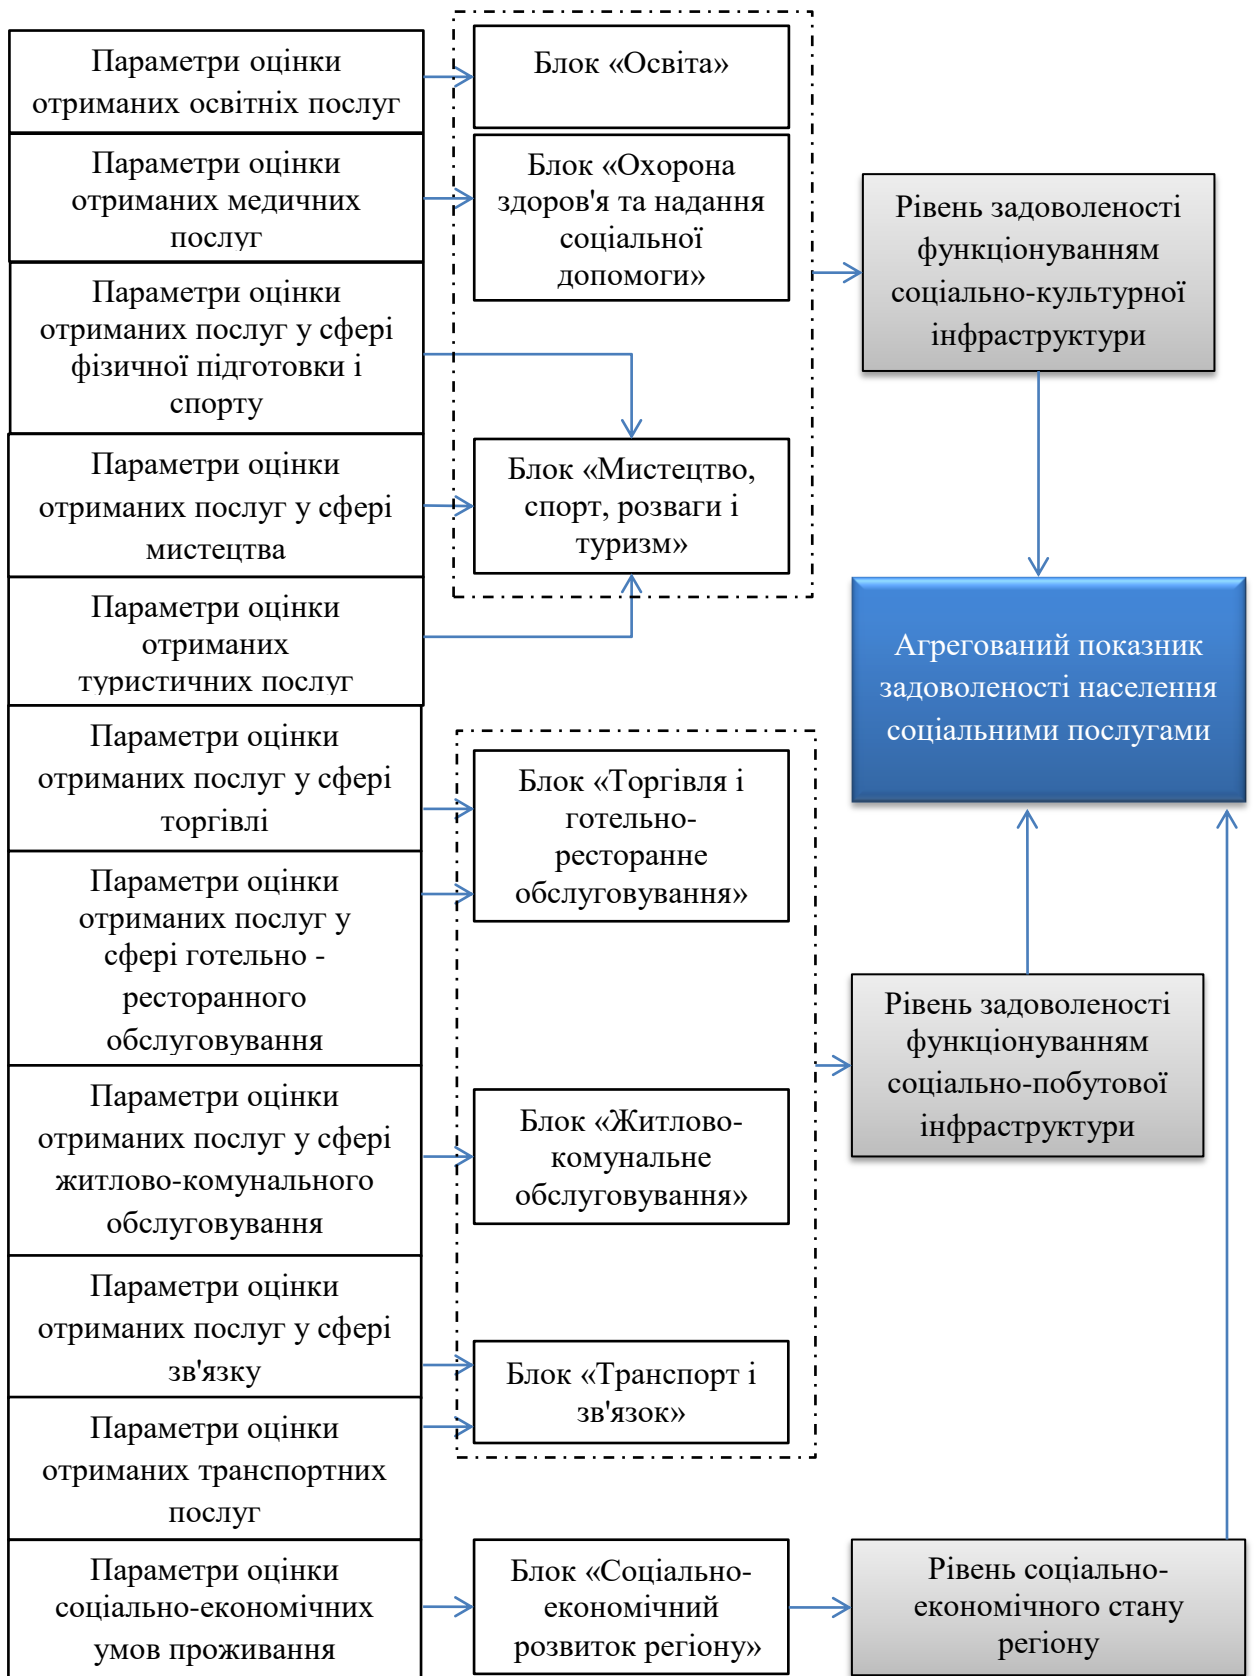 Параметри оцінки
отриманих освітніх послуг
Параметри оцінки
отриманих медичних
послуг
Параметри оцінки
отриманих послуг у сфері
фізичної підготовки і
спорту
Параметри оцінки
отриманих послуг у сфері
мистецтва
Параметри оцінки
отриманих
туристичних послуг
Параметри оцінки
отриманих послуг у сфері
торгівлі
Параметри оцінки
отриманих послуг у
сфері готельно -
ресторанного
обслуговування
Параметри оцінки
отриманих послуг у сфері
житлово-комунального
обслуговування
Параметри оцінки
отриманих послуг у сфері
зв'язку
Параметри оцінки
отриманих транспортних
послуг
Параметри оцінки
соціально-економічних
умов проживання
Блок «Освіта»
Блок «Охорона
здоров'я та надання
соціальної
допомоги»
Блок «Мистецтво,
спорт, розваги і
туризм»
Блок «Торгівля і
готельно-
ресторанне
обслуговування»
Блок «Житлово-
комунальне
обслуговування»
Блок «Транспорт і
зв'язок»
Блок «Соціально-
економічний
розвиток регіону»
Рівень задоволеності
функціонуванням
соціально-культурної
інфраструктури
Агрегований показник
задоволеності населення
соціальними послугами
Рівень задоволеності
функціонуванням
соціально-побутової
інфраструктури
Рівень соціально-
економічного стану
регіону